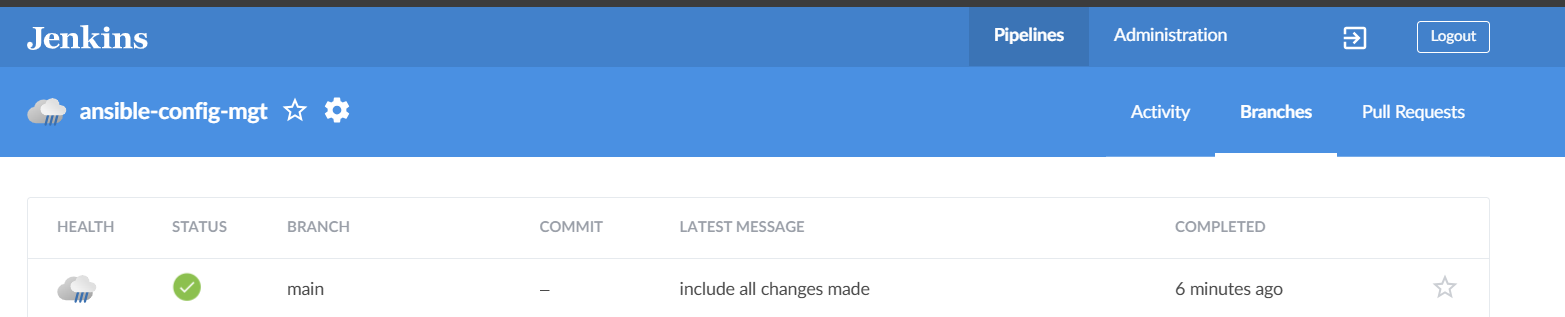 Jenkins Pipelines Administration Logout
ansible-config-mgt Activity Branches Pull Requests
HEALTH STATUS BRANCH COMMIT LATEST MESSAGE COMPLETED
main – include all changes made 6 minutes ago